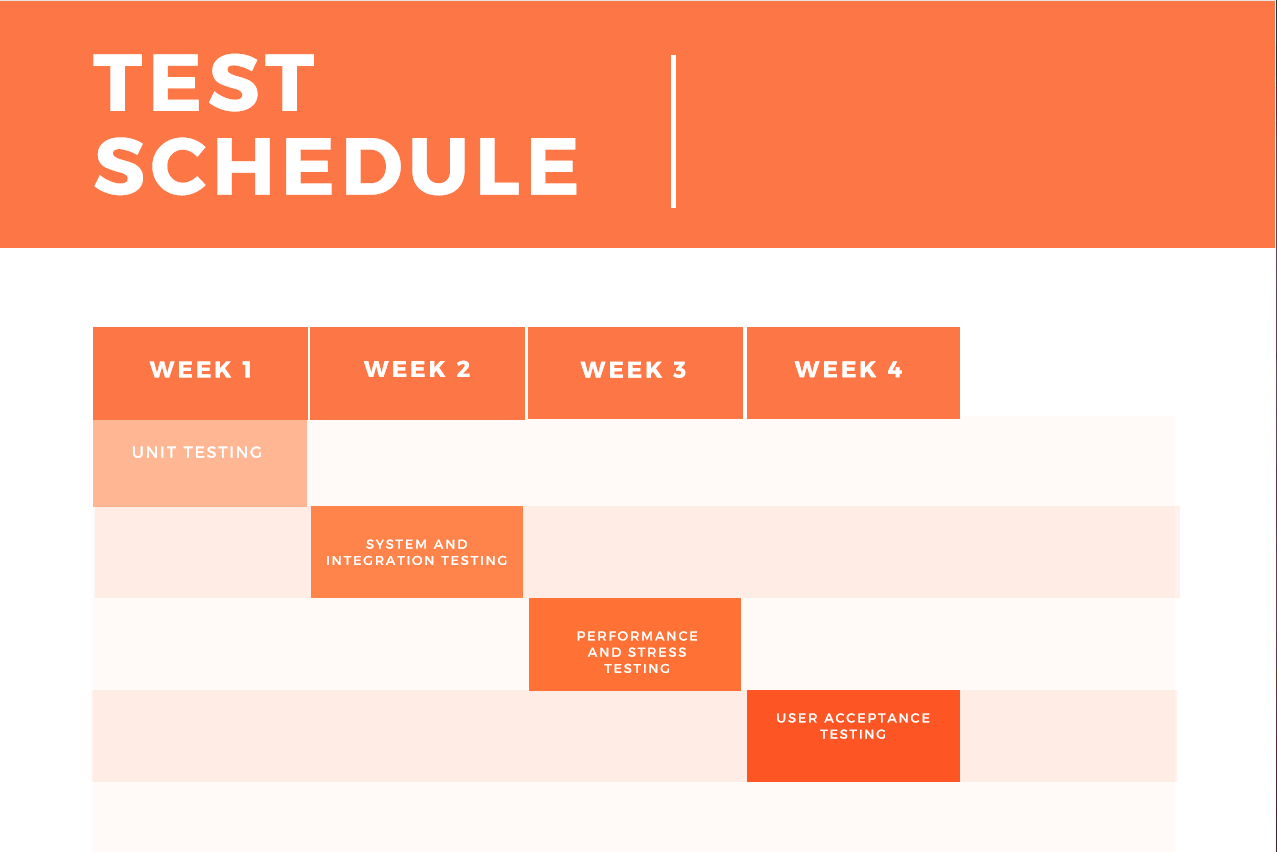 TEST
SCHEDULE
WEEK 1
WEEK 2
WEEK 3
WEEK 4
UNIT TESTING
SYSTEM AND
INTEGRATION TESTING
PERFORMANCE
AND STRESS
TESTING
USER ACCEPTANCE
TESTING